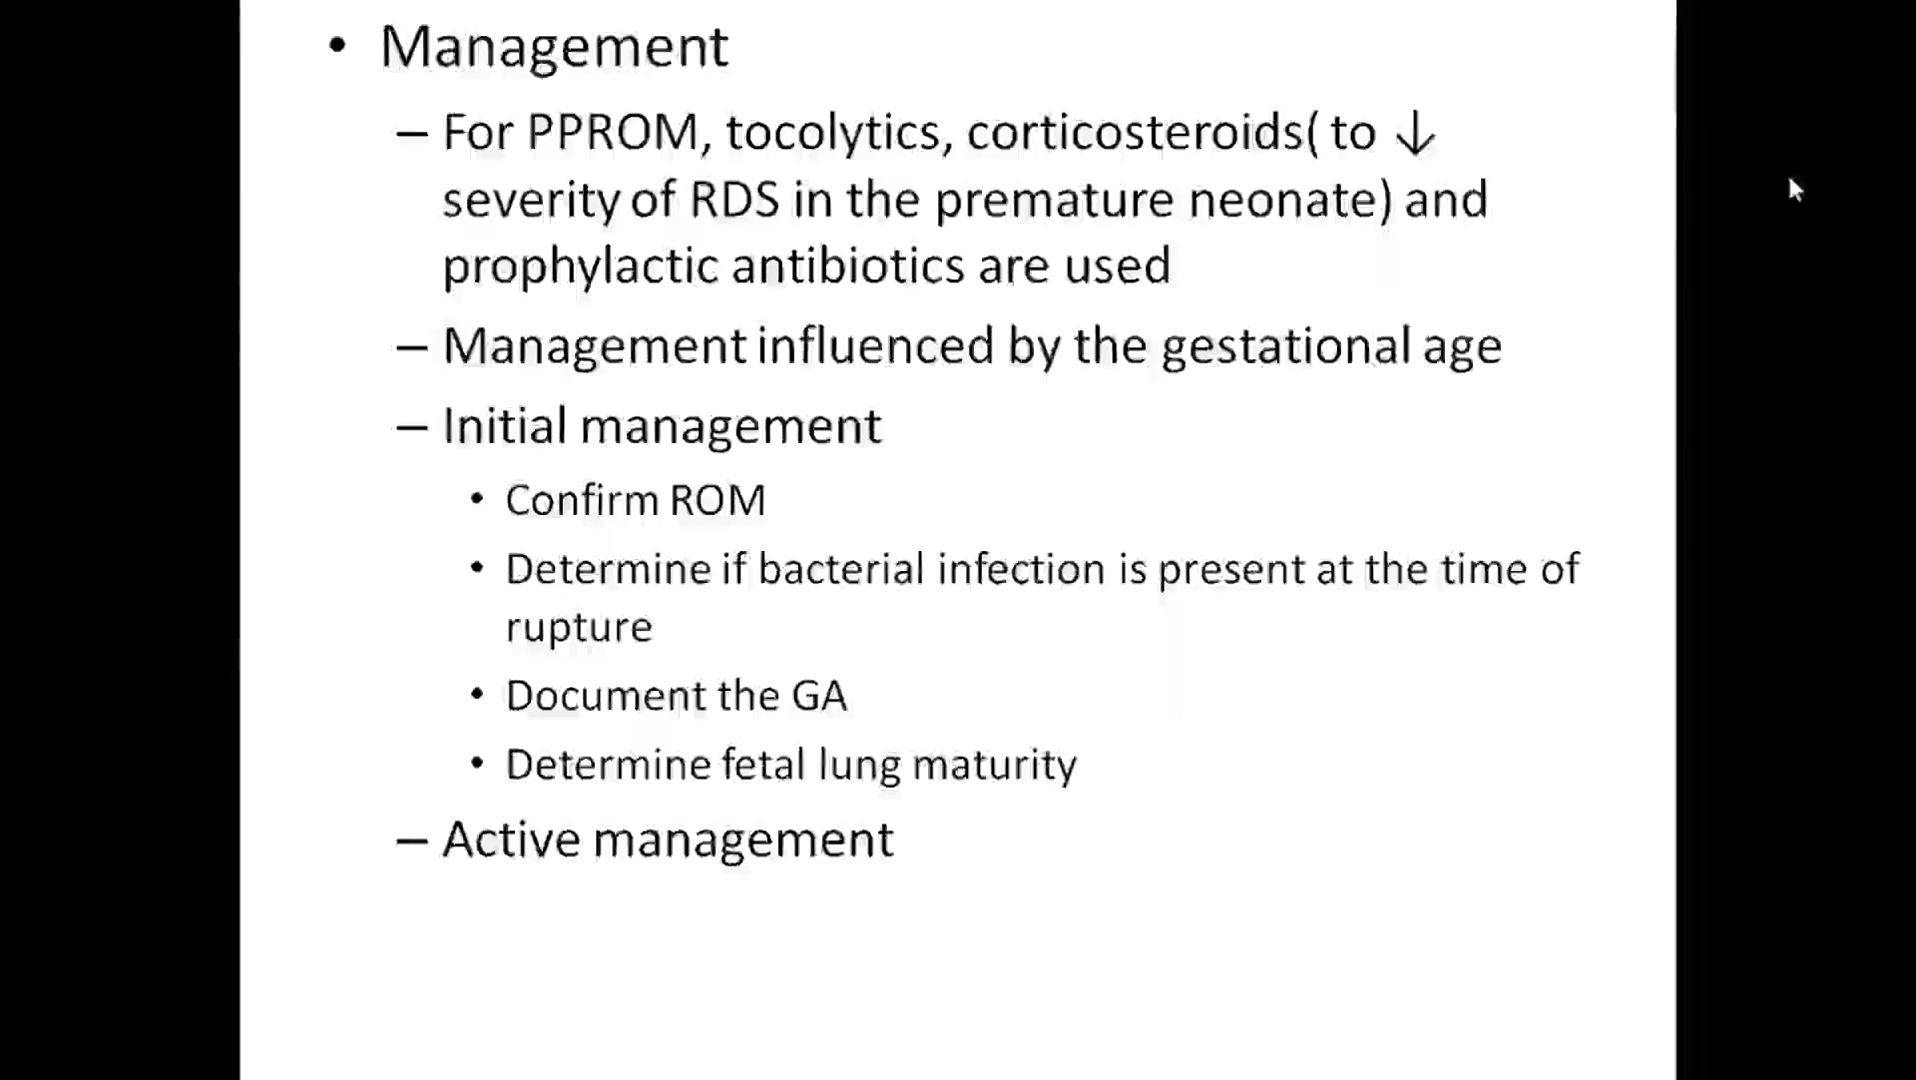 • Management
– For PPROM, tocolytics, corticosteroids( to ↓
severity of RDS in the premature neonate) and
prophylactic antibiotics are used
– Management influenced by the gestational age
– Initial management
• Confirm ROM
• Determine if bacterial infection is present at the time of
rupture
• Document the GA
• Determine fetal lung maturity
– Active management